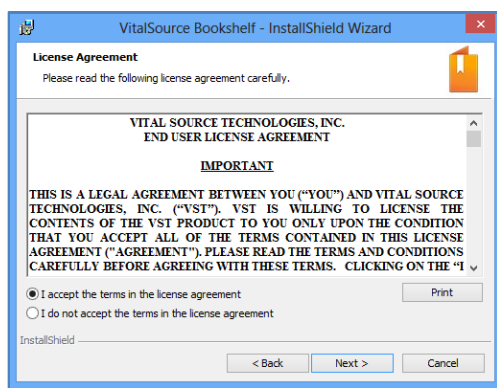 VitalSource Bookshelf - InstallShield Wizard
License Agreement
Please read the following license agreement carefully.
VITAL SOURCE TECHNOLOGIES, INC.
END USER LICENSE AGREEMENT
IMPORTANT
THIS IS A LEGAL AGREEMENT BETWEEN YOU (“YOU”) AND VITAL SOURCE
TECHNOLOGIES, INC. (“VST”). VST IS WILLING TO LICENSE THE
CONTENTS OF THE VST PRODUCT TO YOU ONLY UPON THE CONDITION
THAT YOU ACCEPT ALL OF THE TERMS CONTAINED IN THIS LICENSE
AGREEMENT ("AGREEMENT"). PLEASE READ THE TERMS AND CONDITIONS
CAREFULLY BEFORE AGREEING WITH THESE TERMS. CLICKING ON THE “I
I accept the terms in the license agreement
Print
I do not accept the terms in the license agreement
InstallShield
< Back
Next >
Cancel